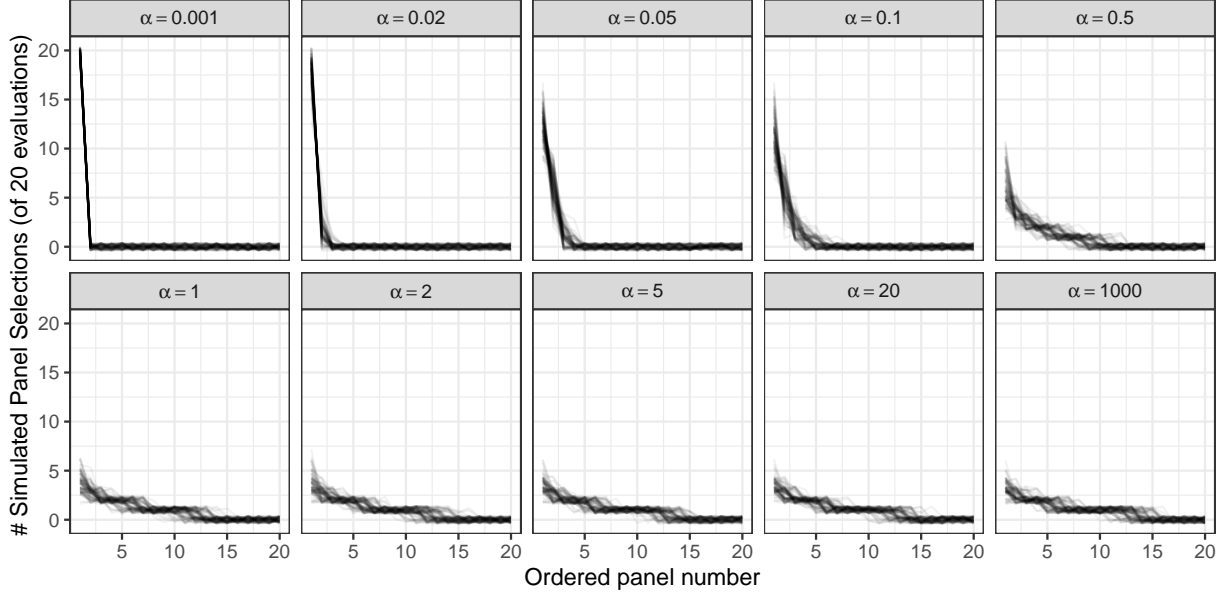 # Simulated Panel Selections (of 20 evaluations)
α = 0.001 α = 0.02 α = 0.05 α = 0.1 α = 0.5
20
15
10
5
0
α = 1 α = 2 α = 5 α = 20 α = 1000
20
15
10
5
0
5 10 15 20 5 10 15 20 5 10 15 20 5 10 15 20 5 10 15 20
Ordered panel number